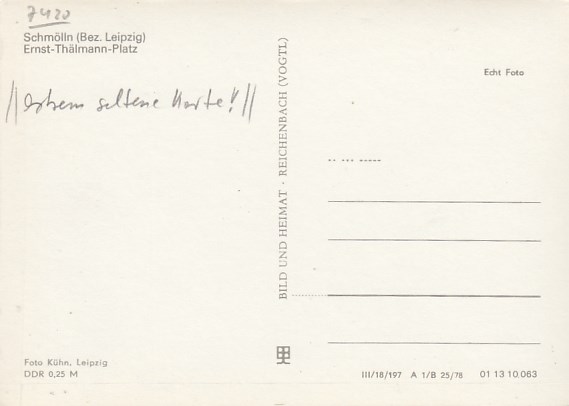 7420
Schmölln (Bez. Leipzig)
Ernst-Thälmann-Platz
Echt Foto
//extrem seltene Karte!!//
BILD UND HEIMAT · REICHENBACH (VOGTL)
Foto Kühn, Leipzig
DDR 0,25 M
III/18/197 A 1/B 25/78 01 13 10 063